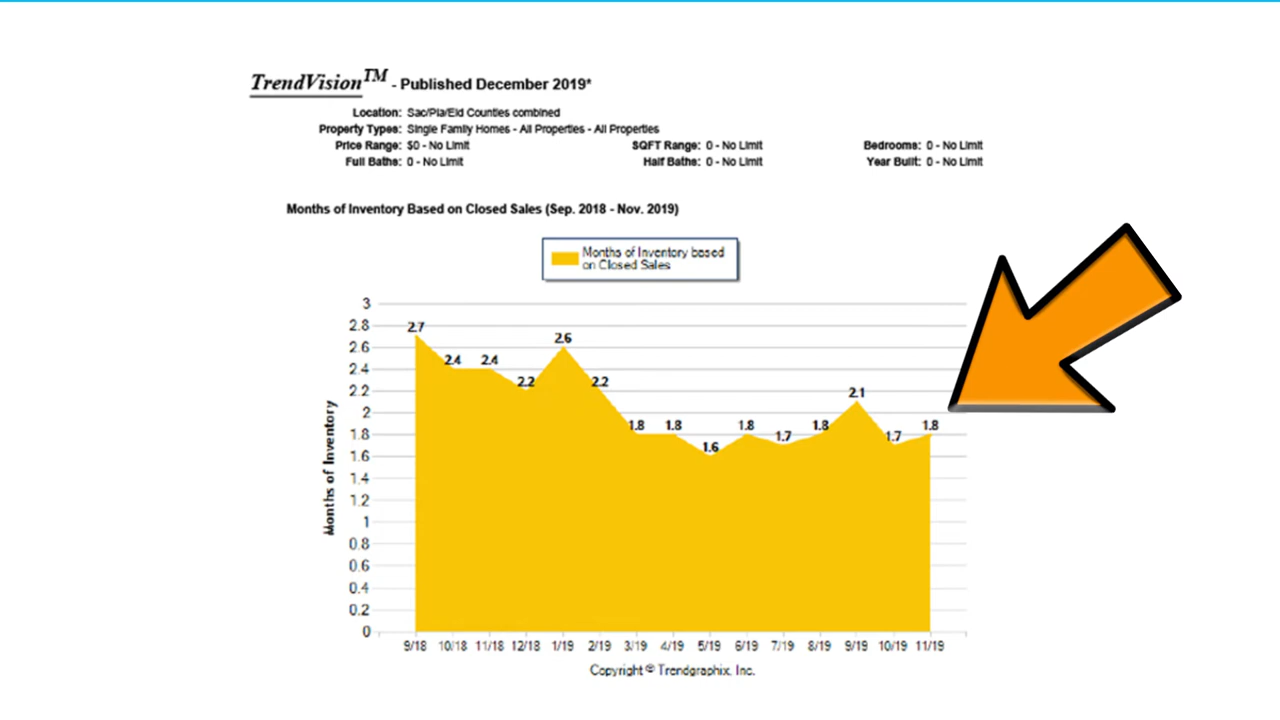 TrendVision™ - Published December 2019*
Location: Sac/Pla/Eld Counties combined
Property Types: Single Family Homes - All Properties - All Properties
Price Range: $0 - No Limit SQFT Range: 0 - No Limit Bedrooms: 0 - No Limit
Full Baths: 0 - No Limit Half Baths: 0 - No Limit Year Built: 0 - No Limit
Months of Inventory Based on Closed Sales (Sep. 2018 - Nov. 2019)
Months of Inventory based
on Closed Sales
Months of Inventory
3
2.8
2.6
2.4
2.2
2
1.8
1.6
1.4
1.2
1
0.8
0.6
0.4
0.2
0
2.7 2.4 2.4 2.2 2.6 2.2 1.8 1.8 1.6 1.8 1.7 1.8 2.1 1.7 1.8
9/18 10/18 11/18 12/18 1/19 2/19 3/19 4/19 5/19 6/19 7/19 8/19 9/19 10/19 11/19
Copyright © Trendgraphix, Inc.